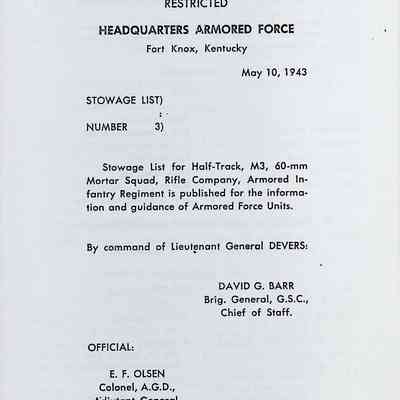 RESTRICTED
HEADQUARTERS ARMORED FORCE
Fort Knox, Kentucky
May 10, 1943
STOWAGE LIST)
:
NUMBER 3)
Stowage List for Half-Track, M3, 60-mm
Mortar Squad, Rifle Company, Armored In-
fantry Regiment is published for the informa-
tion and guidance of Armored Force Units.
By command of Lieutenant General DEVERS:
DAVID G. BARR
Brig. General, G.S.C.,
Chief of Staff.
OFFICIAL:
E. F. OLSEN
Colonel, A.G.D.,
Adjutant General